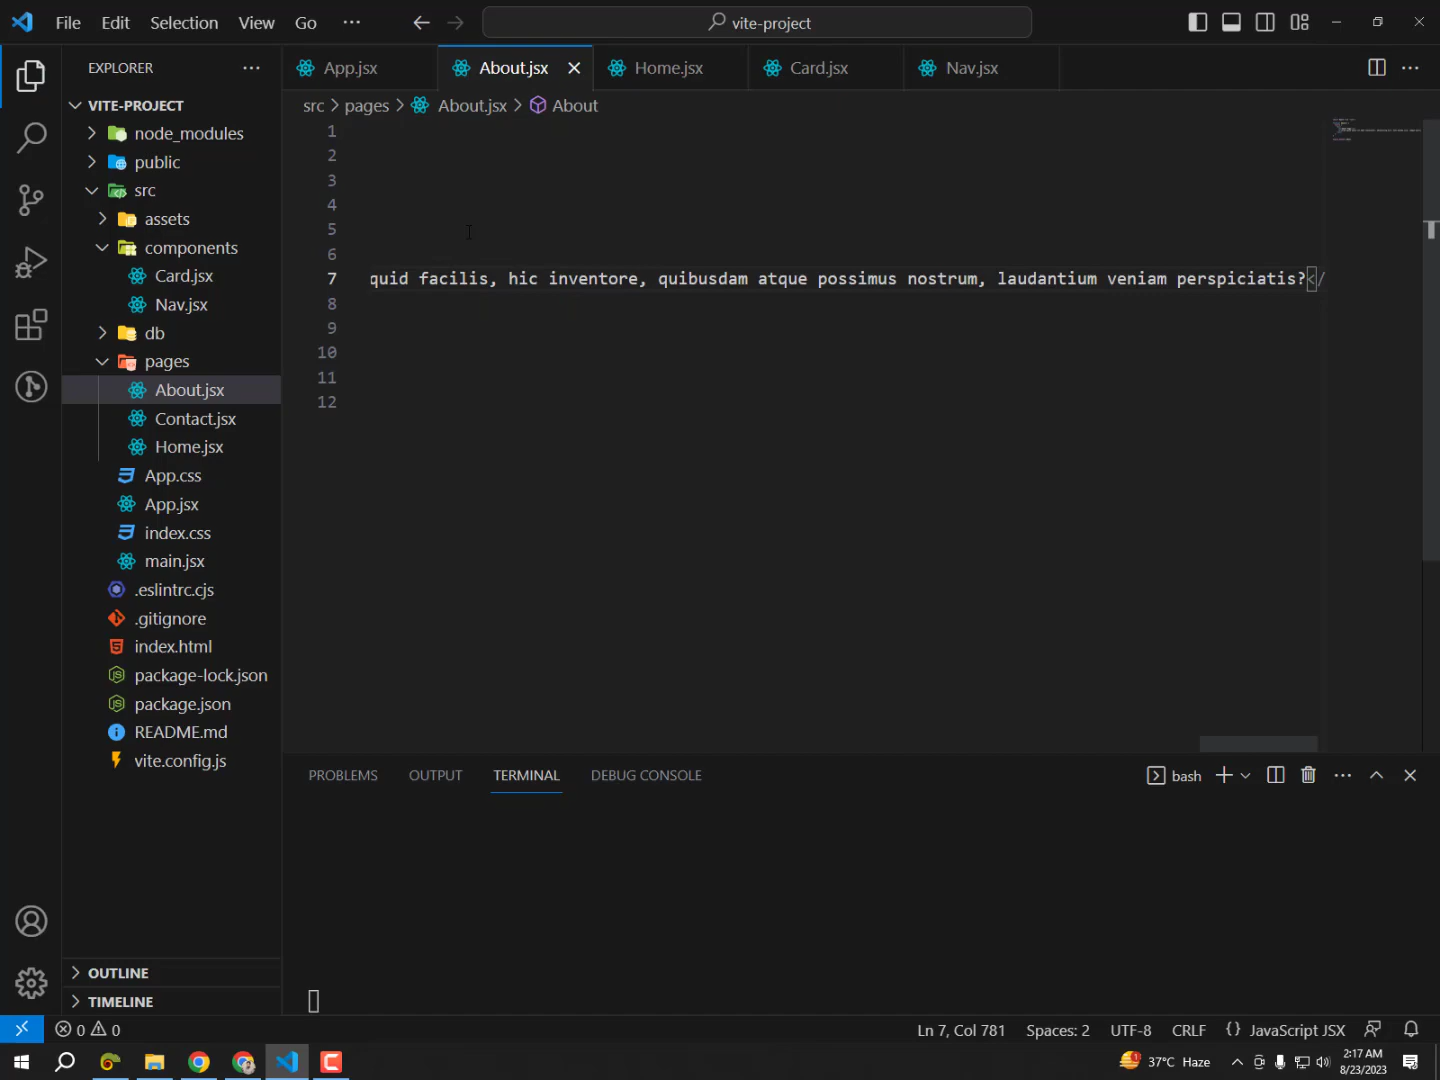 File Edit Selection View Go ··· vite-project
EXPLORER
VITE-PROJECT
node_modules
public
src
assets
components
Card.jsx
Nav.jsx
db
pages
About.jsx
Contact.jsx
Home.jsx
App.css
App.jsx
index.css
main.jsx
.eslintrc.cjs
.gitignore
index.html
package-lock.json
package.json
README.md
vite.config.js
OUTLINE
TIMELINE
App.jsx About.jsx Home.jsx Card.jsx Nav.jsx
src > pages > About.jsx > About
1
2
3
4
5
6
7 quid facilis, hic inventore, quibusdam atque possimus nostrum, laudantium veniam perspiciatis?</
8
9
10
11
12
PROBLEMS OUTPUT TERMINAL DEBUG CONSOLE bash
0 0 Ln 7, Col 781 Spaces: 2 UTF-8 CRLF {} JavaScript JSX
37°C Haze 2:17 AM
8/23/2023